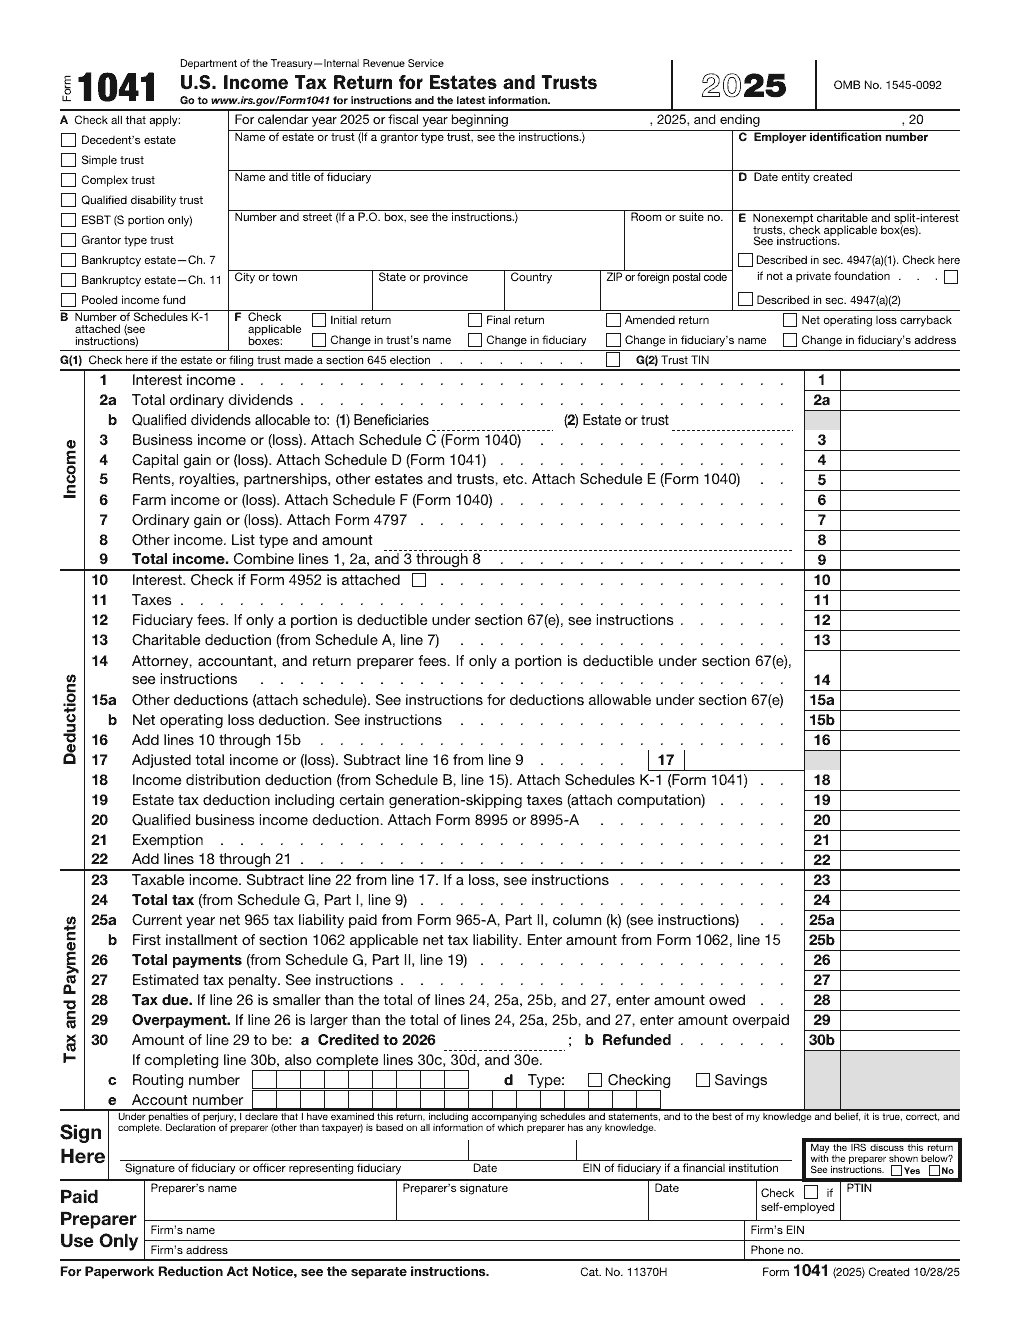 Form 1041
Department of the Treasury—Internal Revenue Service
U.S. Income Tax Return for Estates and Trusts
Go to www.irs.gov/Form1041 for instructions and the latest information.
2025
OMB No. 1545-0092
A Check all that apply:
Decedent's estate
Simple trust
Complex trust
Qualified disability trust
ESBT (S portion only)
Grantor type trust
Bankruptcy estate—Ch. 7
Bankruptcy estate—Ch. 11
Pooled income fund
For calendar year 2025 or fiscal year beginning , 2025, and ending , 20
Name of estate or trust (If a grantor type trust, see the instructions.)
C Employer identification number
Name and title of fiduciary
D Date entity created
Number and street (If a P.O. box, see the instructions.)
Room or suite no.
E Nonexempt charitable and split-interest
trusts, check applicable box(es).
See instructions.
Described in sec. 4947(a)(1). Check here
if not a private foundation . . .
Described in sec. 4947(a)(2)
City or town
State or province
Country
ZIP or foreign postal code
B Number of Schedules K-1
attached (see
instructions)
F Check
applicable
boxes:
Initial return
Final return
Amended return
Net operating loss carryback
Change in trust's name
Change in fiduciary
Change in fiduciary's name
Change in fiduciary's address
G(1) Check here if the estate or filing trust made a section 645 election . . . . . . . .
G(2) Trust TIN
Income
1 Interest income . . . . . . . . . . . . . . . . . . . . . . . . . . . . 1
2a Total ordinary dividends . . . . . . . . . . . . . . . . . . . . . . . . . 2a
b Qualified dividends allocable to: (1) Beneficiaries (2) Estate or trust
3 Business income or (loss). Attach Schedule C (Form 1040) . . . . . . . . . . . . . 3
4 Capital gain or (loss). Attach Schedule D (Form 1041) . . . . . . . . . . . . . . . 4
5 Rents, royalties, partnerships, other estates and trusts, etc. Attach Schedule E (Form 1040) . . 5
6 Farm income or (loss). Attach Schedule F (Form 1040) . . . . . . . . . . . . . . . 6
7 Ordinary gain or (loss). Attach Form 4797 . . . . . . . . . . . . . . . . . . . 7
8 Other income. List type and amount 8
9 Total income. Combine lines 1, 2a, and 3 through 8 . . . . . . . . . . . . . . . 9
Deductions
10 Interest. Check if Form 4952 is attached . . . . . . . . . . . . . . . . . . 10
11 Taxes . . . . . . . . . . . . . . . . . . . . . . . . . . . . . . . 11
12 Fiduciary fees. If only a portion is deductible under section 67(e), see instructions . . . . . . 12
13 Charitable deduction (from Schedule A, line 7) . . . . . . . . . . . . . . . . . 13
14 Attorney, accountant, and return preparer fees. If only a portion is deductible under section 67(e),
see instructions . . . . . . . . . . . . . . . . . . . . . . . . . . . 14
15a Other deductions (attach schedule). See instructions for deductions allowable under section 67(e) 15a
b Net operating loss deduction. See instructions . . . . . . . . . . . . . . . . . 15b
16 Add lines 10 through 15b . . . . . . . . . . . . . . . . . . . . . . . . 16
17 Adjusted total income or (loss). Subtract line 16 from line 9 . . . . . 17
18 Income distribution deduction (from Schedule B, line 15). Attach Schedules K-1 (Form 1041) . . 18
19 Estate tax deduction including certain generation-skipping taxes (attach computation) . . . . 19
20 Qualified business income deduction. Attach Form 8995 or 8995-A . . . . . . . . . . 20
21 Exemption . . . . . . . . . . . . . . . . . . . . . . . . . . . . . 21
22 Add lines 18 through 21 . . . . . . . . . . . . . . . . . . . . . . . . . 22
Tax and Payments
23 Taxable income. Subtract line 22 from line 17. If a loss, see instructions . . . . . . . . . 23
24 Total tax (from Schedule G, Part I, line 9) . . . . . . . . . . . . . . . . . . . 24
25a Current year net 965 tax liability paid from Form 965-A, Part II, column (k) (see instructions) . . 25a
b First installment of section 1062 applicable net tax liability. Enter amount from Form 1062, line 15 25b
26 Total payments (from Schedule G, Part II, line 19) . . . . . . . . . . . . . . . . 26
27 Estimated tax penalty. See instructions . . . . . . . . . . . . . . . . . . . . 27
28 Tax due. If line 26 is smaller than the total of lines 24, 25a, 25b, and 27, enter amount owed . . 28
29 Overpayment. If line 26 is larger than the total of lines 24, 25a, 25b, and 27, enter amount overpaid 29
30 Amount of line 29 to be: a Credited to 2026 ; b Refunded . . . . . . 30b
If completing line 30b, also complete lines 30c, 30d, and 30e.
c Routing number d Type: Checking Savings
e Account number
Sign Here
Under penalties of perjury, I declare that I have examined this return, including accompanying schedules and statements, and to the best of my knowledge and belief, it is true, correct, and
complete. Declaration of preparer (other than taxpayer) is based on all information of which preparer has any knowledge.
Signature of fiduciary or officer representing fiduciary
Date
EIN of fiduciary if a financial institution
May the IRS discuss this return
with the preparer shown below?
See instructions. Yes No
Paid Preparer Use Only
Preparer's name
Preparer's signature
Date
Check if
self-employed
PTIN
Firm's name
Firm's EIN
Firm's address
Phone no.
For Paperwork Reduction Act Notice, see the separate instructions.
Cat. No. 11370H
Form 1041 (2025) Created 10/28/25